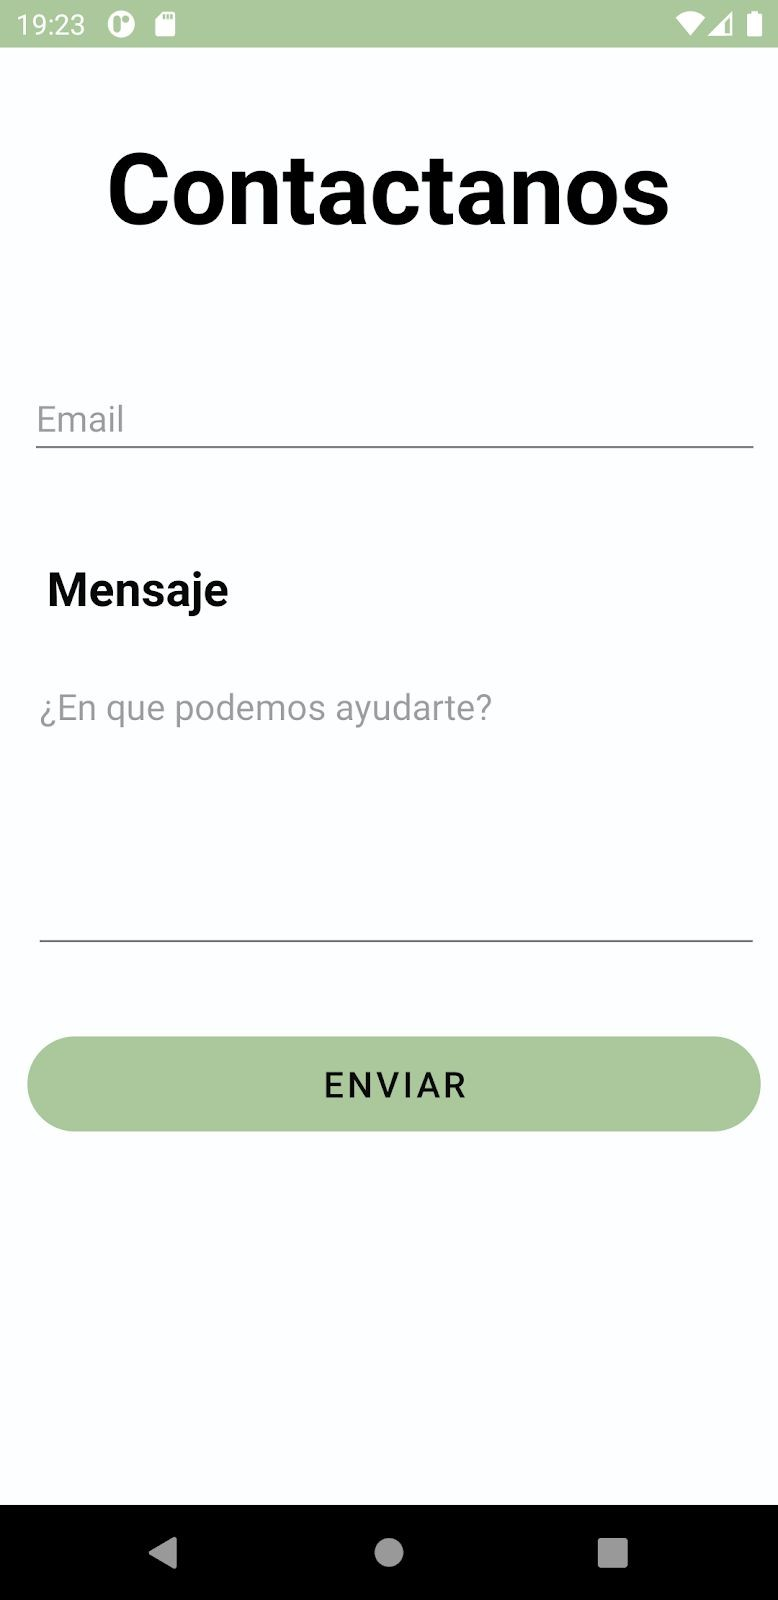 19:23
Contactanos
Email
Mensaje
¿En que podemos ayudarte?
ENVIAR